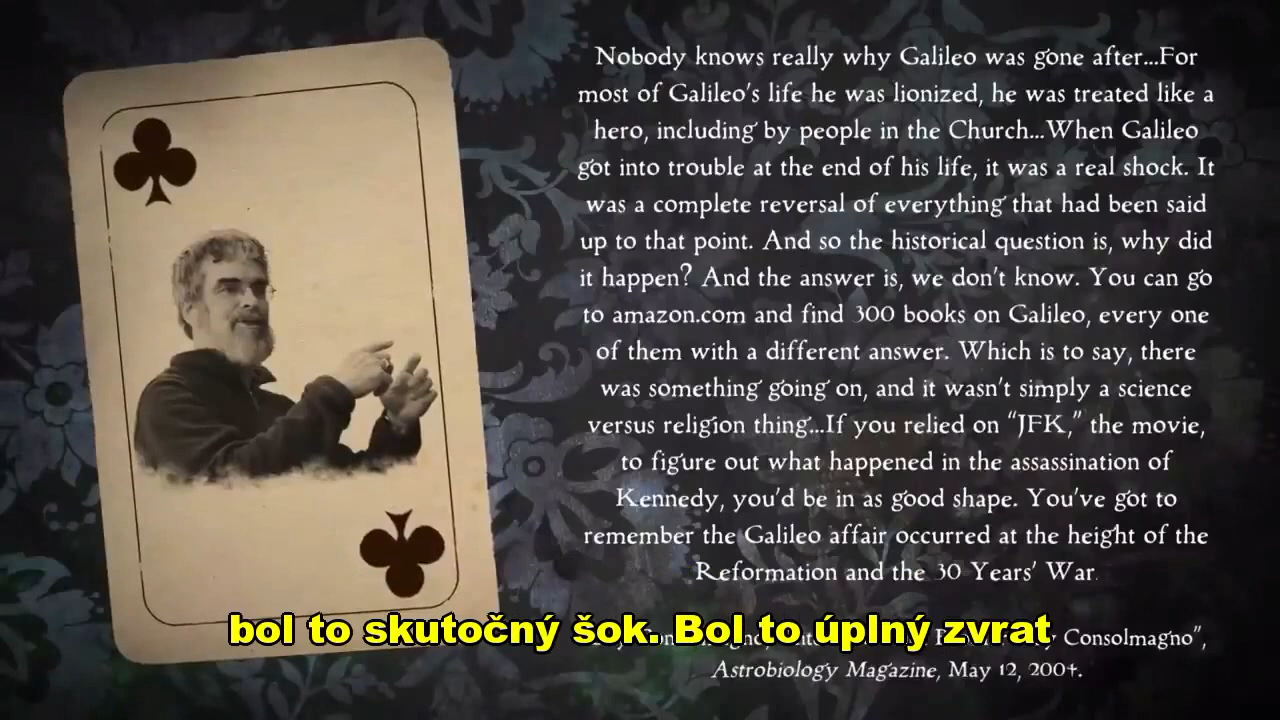 Nobody knows really why Galileo was gone after...For
most of Galileo's life he was lionized, he was treated like a
hero, including by people in the Church...When Galileo
got into trouble at the end of his life, it was a real shock. It
was a complete reversal of everything that had been said
up to that point. And so the historical question is, why did
it happen? And the answer is, we don't know. You can go
to amazon.com and find 300 books on Galileo, every one
of them with a different answer. Which is to say, there
was something going on, and it wasn't simply a science
versus religion thing...If you relied on “JFK,” the movie,
to figure out what happened in the assassination of
Kennedy, you'd be in as good shape. You've got to
remember the Galileo affair occurred at the height of the
Reformation and the 30 Years' War.
bol to skutočný šok. Bol to úplný zvrat
Consolmagno”,
Astrobiology Magazine, May 12, 2004.